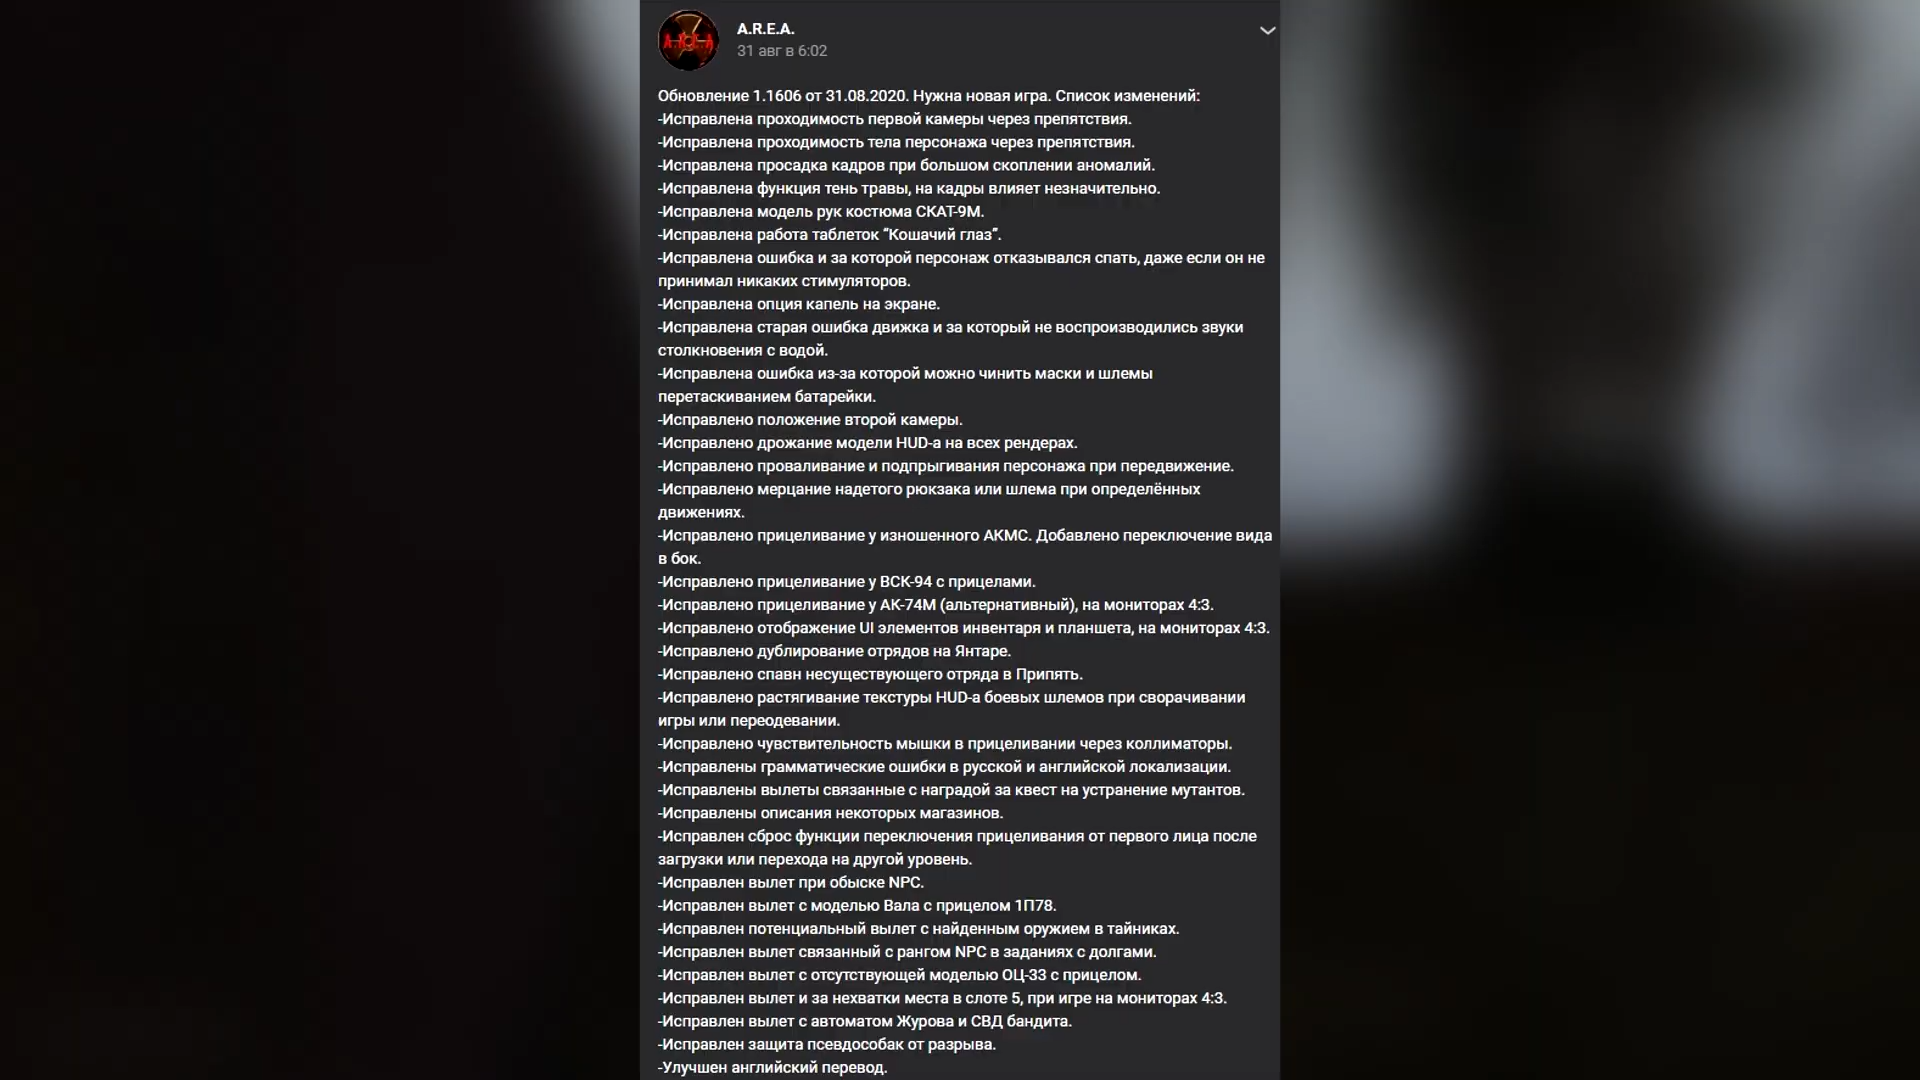 A.R.E.A
A.R.E.A.
31 авг в 6:02
Обновление 1.1606 от 31.08.2020. Нужна новая игра. Список изменений:
-Исправлена проходимость первой камеры через препятствия.
-Исправлена проходимость тела персонажа через препятствия.
-Исправлена просадка кадров при большом скоплении аномалий.
-Исправлена функция тень травы, на кадры влияет незначительно.
-Исправлена модель рук костюма СКАТ-9М.
-Исправлена работа таблеток “Кошачий глаз”.
-Исправлена ошибка и за которой персонаж отказывался спать, даже если он не
принимал никаких стимуляторов.
-Исправлена опция капель на экране.
-Исправлена старая ошибка движка и за который не воспроизводились звуки
столкновения с водой.
-Исправлена ошибка из-за которой можно чинить маски и шлемы
перетаскиванием батарейки.
-Исправлено положение второй камеры.
-Исправлено дрожание модели HUD-а на всех рендерах.
-Исправлено проваливание и подпрыгивания персонажа при передвижение.
-Исправлено мерцание надетого рюкзака или шлема при определённых
движениях.
-Исправлено прицеливание у изношенного АКМС. Добавлено переключение вида
в бок.
-Исправлено прицеливание у ВСК-94 с прицелами.
-Исправлено прицеливание у АК-74М (альтернативный), на мониторах 4:3.
-Исправлено отображение UI элементов инвентаря и планшета, на мониторах 4:3.
-Исправлено дублирование отрядов на Янтаре.
-Исправлено спавн несуществующего отряда в Припять.
-Исправлено растягивание текстуры HUD-а боевых шлемов при сворачивании
игры или переодевании.
-Исправлено чувствительность мышки в прицеливании через коллиматоры.
-Исправлены грамматические ошибки в русской и английской локализации.
-Исправлены вылеты связанные с наградой за квест на устранение мутантов.
-Исправлены описания некоторых магазинов.
-Исправлен сброс функции переключения прицеливания от первого лица после
загрузки или перехода на другой уровень.
-Исправлен вылет при обыске NPC.
-Исправлен вылет с моделью Вала с прицелом 1П78.
-Исправлен потенциальный вылет с найденным оружием в тайниках.
-Исправлен вылет связанный с рангом NPC в заданиях с долгами.
-Исправлен вылет с отсутствующей моделью ОЦ-33 с прицелом.
-Исправлен вылет и за нехватки места в слоте 5, при игре на мониторах 4:3.
-Исправлен вылет с автоматом Журова и СВД бандита.
-Исправлен защита псевдособак от разрыва.
-Улучшен английский перевод.